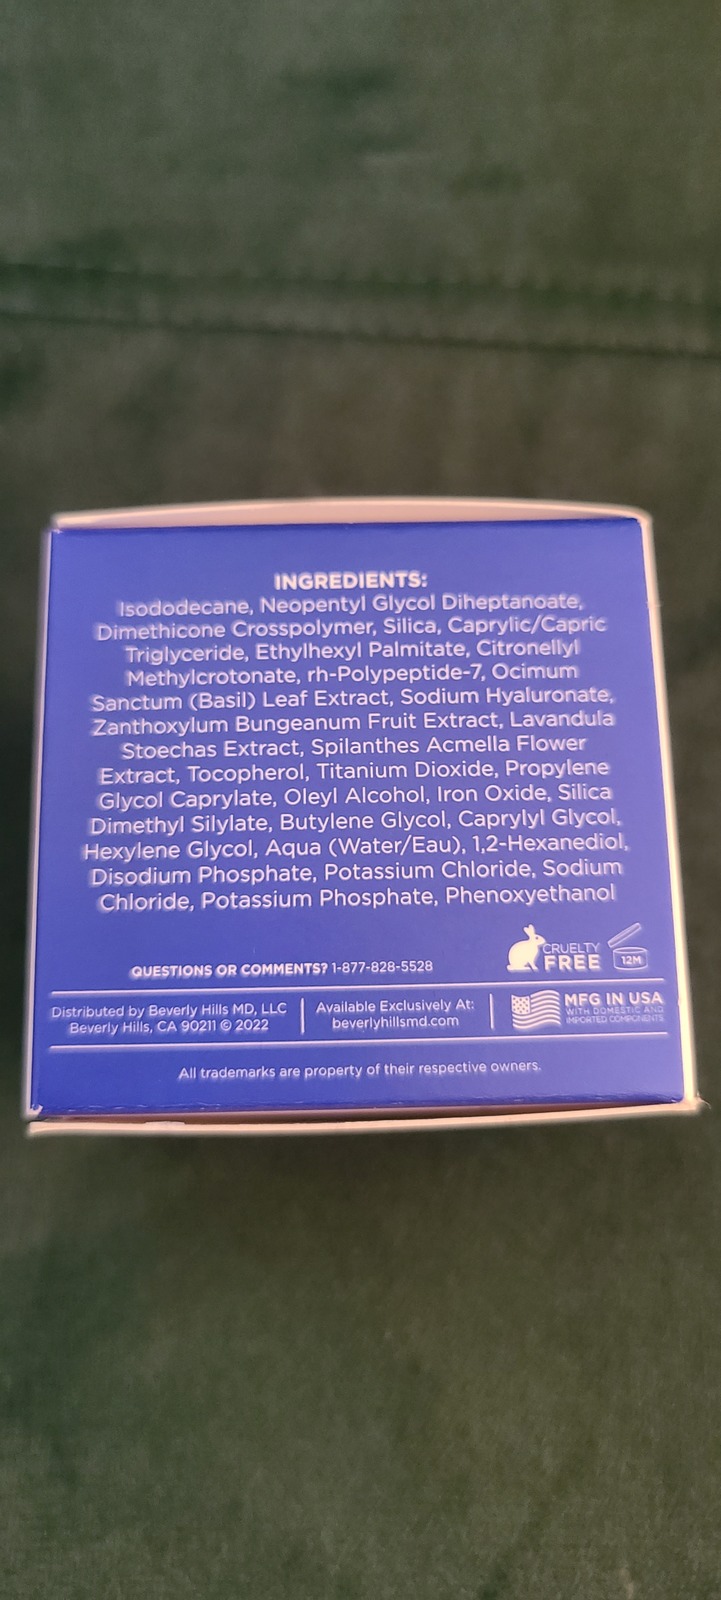 INGREDIENTS:
Isododecane, Neopentyl Glycol Diheptanoate,
Dimethicone Crosspolymer, Silica, Caprylic/Capric
Triglyceride, Ethylhexyl Palmitate, Citronellyl
Methylcrotonate, rh-Polypeptide-7, Ocimum
Sanctum (Basil) Leaf Extract, Sodium Hyaluronate,
Zanthoxylum Bungeanum Fruit Extract, Lavandula
Stoechas Extract, Spilanthes Acmella Flower
Extract, Tocopherol, Titanium Dioxide, Propylene
Glycol Caprylate, Oleyl Alcohol, Iron Oxide, Silica
Dimethyl Silylate, Butylene Glycol, Caprylyl Glycol,
Hexylene Glycol, Aqua (Water/Eau), 1,2-Hexanediol,
Disodium Phosphate, Potassium Chloride, Sodium
Chloride, Potassium Phosphate, Phenoxyethanol
CRUELTY
FREE
12M
QUESTIONS OR COMMENTS? 1-877-828-5528
Distributed by Beverly Hills MD, LLC
Beverly Hills, CA 90211 © 2022
Available Exclusively At:
beverlyhillsmd.com
MFG IN USA
WITH DOMESTIC AND
IMPORTED COMPONENTS
All trademarks are property of their respective owners.